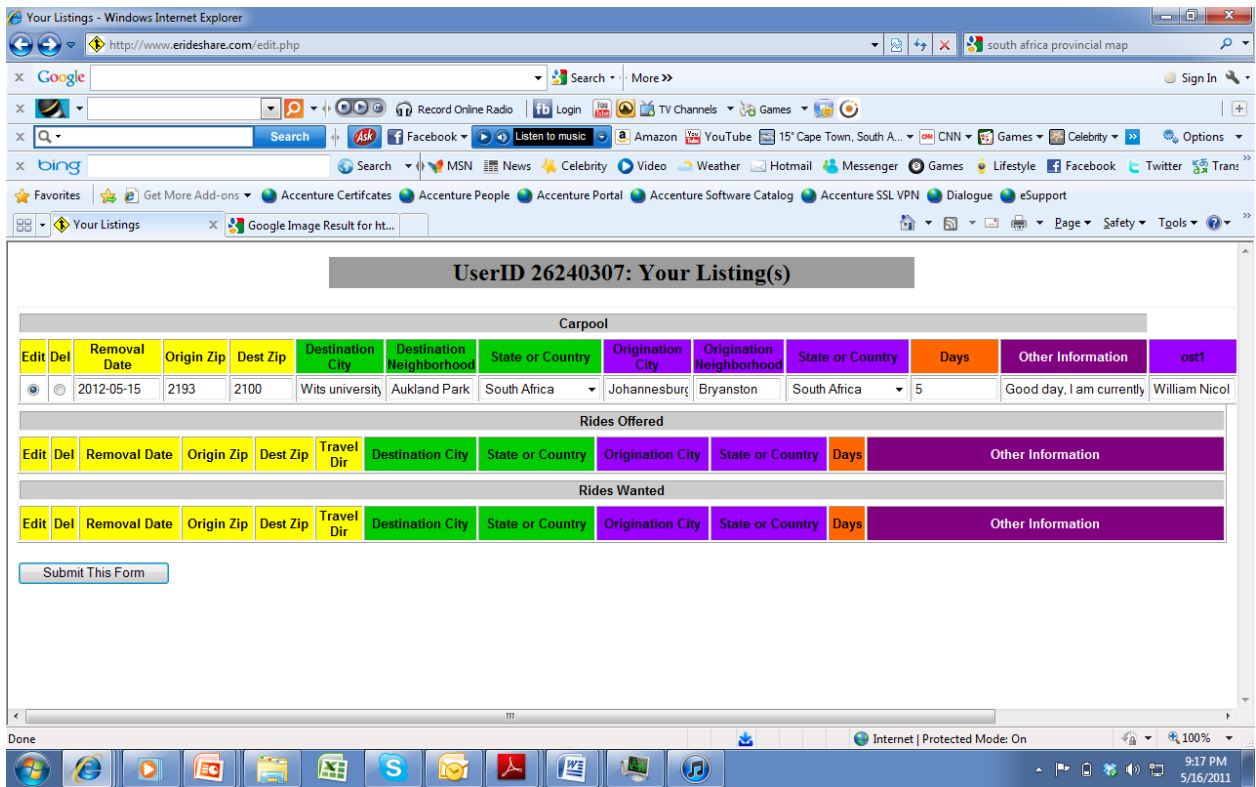 Your Listings - Windows Internet Explorer
http://www.erideshare.com/edit.php south africa provincial map
x Google Search More >> Sign In
x Record Online Radio fb Login You TV Channels Games
x Search Ask Facebook Listen to music a Amazon YouTube 15° Cape Town, South A... CNN Games Celebrity >> Options
x bing Search MSN News Celebrity Video Weather Hotmail Messenger Games Lifestyle Facebook Twitter Trans >>
Favorites Get More Add-ons Accenture Certifcates Accenture People Accenture Portal Accenture Software Catalog Accenture SSL VPN Dialogue eSupport
Your Listings x Google Image Result for ht... Page Safety Tools >>
UserID 26240307: Your Listing(s)
Carpool
Edit Del Removal Date Origin Zip Dest Zip Destination City Destination Neighborhood State or Country Origination City Origination Neighborhood State or Country Days Other Information ost1
2012-05-15 2193 2100 Wits university Aukland Park South Africa Johannesburg Bryanston South Africa 5 Good day, I am currently William Nicol
Rides Offered
Edit Del Removal Date Origin Zip Dest Zip Travel Dir Destination City State or Country Origination City State or Country Days Other Information
Rides Wanted
Edit Del Removal Date Origin Zip Dest Zip Travel Dir Destination City State or Country Origination City State or Country Days Other Information
Submit This Form
Done Internet | Protected Mode: On 100%
9:17 PM
5/16/2011